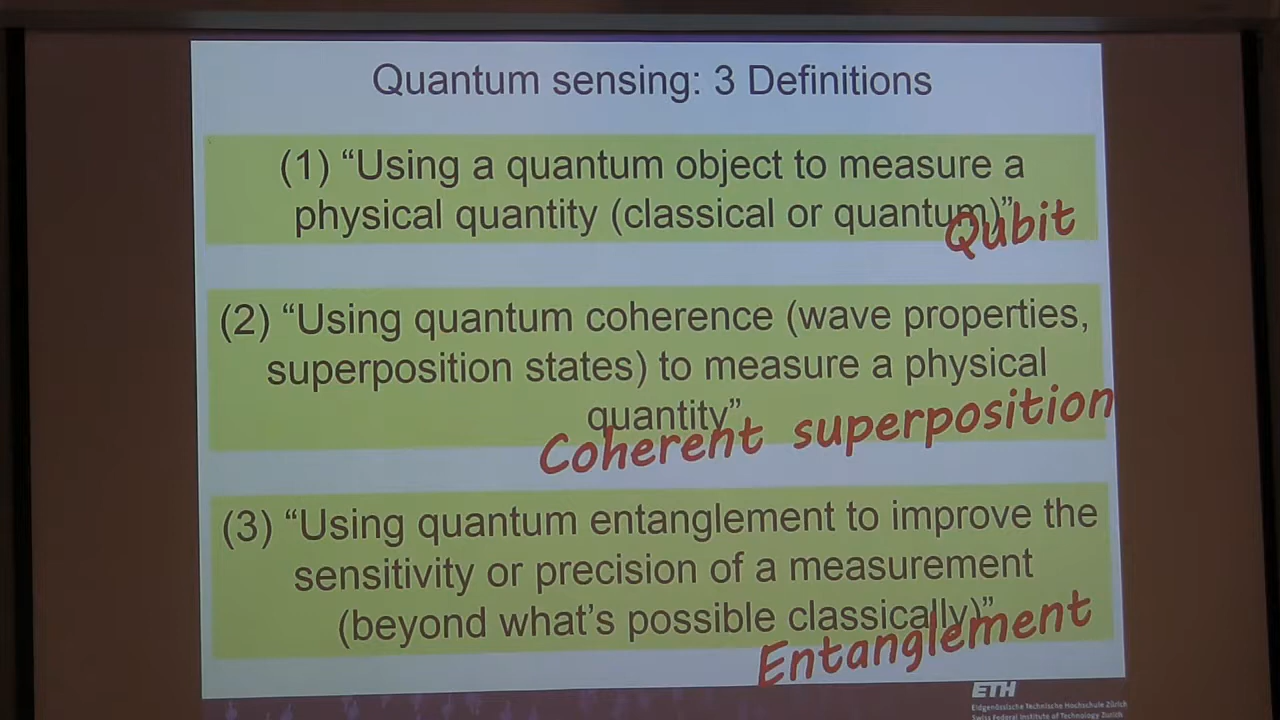 Quantum sensing: 3 Definitions
(1) “Using a quantum object to measure a
physical quantity (classical or quantum)”
Qubit
(2) “Using quantum coherence (wave properties,
superposition states) to measure a physical
quantity”
Coherent superposition
(3) “Using quantum entanglement to improve the
sensitivity or precision of a measurement
(beyond what’s possible classically)”
Entanglement
ETH
Eidgenössische Technische Hochschule Zürich
Swiss Federal Institute of Technology Zurich